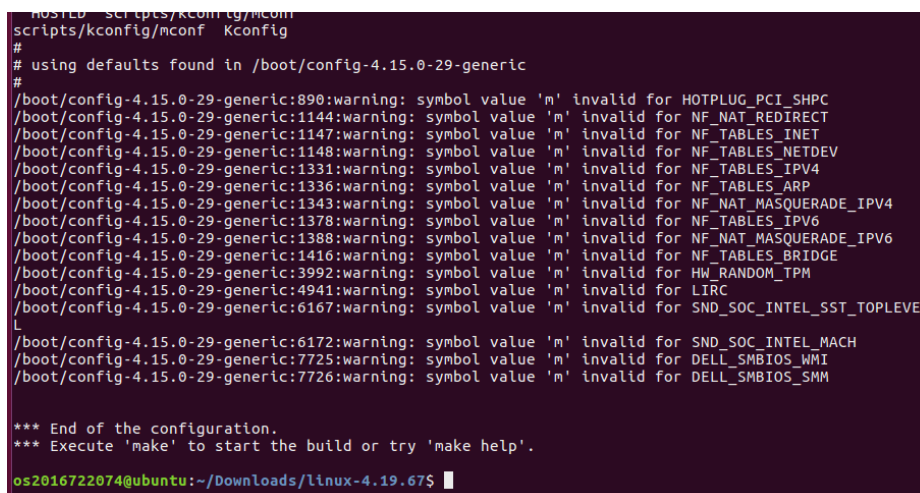 HOSTED  scripts/kconfig/mconf
scripts/kconfig/mconf  Kconfig
#
# using defaults found in /boot/config-4.15.0-29-generic
#
/boot/config-4.15.0-29-generic:890:warning: symbol value 'm' invalid for HOTPLUG_PCI_SHPC
/boot/config-4.15.0-29-generic:1144:warning: symbol value 'm' invalid for NF_NAT_REDIRECT
/boot/config-4.15.0-29-generic:1147:warning: symbol value 'm' invalid for NF_TABLES_INET
/boot/config-4.15.0-29-generic:1148:warning: symbol value 'm' invalid for NF_TABLES_NETDEV
/boot/config-4.15.0-29-generic:1331:warning: symbol value 'm' invalid for NF_TABLES_IPV4
/boot/config-4.15.0-29-generic:1336:warning: symbol value 'm' invalid for NF_TABLES_ARP
/boot/config-4.15.0-29-generic:1343:warning: symbol value 'm' invalid for NF_NAT_MASQUERADE_IPV4
/boot/config-4.15.0-29-generic:1378:warning: symbol value 'm' invalid for NF_TABLES_IPV6
/boot/config-4.15.0-29-generic:1388:warning: symbol value 'm' invalid for NF_NAT_MASQUERADE_IPV6
/boot/config-4.15.0-29-generic:1416:warning: symbol value 'm' invalid for NF_TABLES_BRIDGE
/boot/config-4.15.0-29-generic:3992:warning: symbol value 'm' invalid for HW_RANDOM_TPM
/boot/config-4.15.0-29-generic:4941:warning: symbol value 'm' invalid for LIRC
/boot/config-4.15.0-29-generic:6167:warning: symbol value 'm' invalid for SND_SOC_INTEL_SST_TOPLEVE
L
/boot/config-4.15.0-29-generic:6172:warning: symbol value 'm' invalid for SND_SOC_INTEL_MACH
/boot/config-4.15.0-29-generic:7725:warning: symbol value 'm' invalid for DELL_SMBIOS_WMI
/boot/config-4.15.0-29-generic:7726:warning: symbol value 'm' invalid for DELL_SMBIOS_SMM
*** End of the configuration.
*** Execute 'make' to start the build or try 'make help'.
os2016722074@ubuntu:~/Downloads/linux-4.19.67$